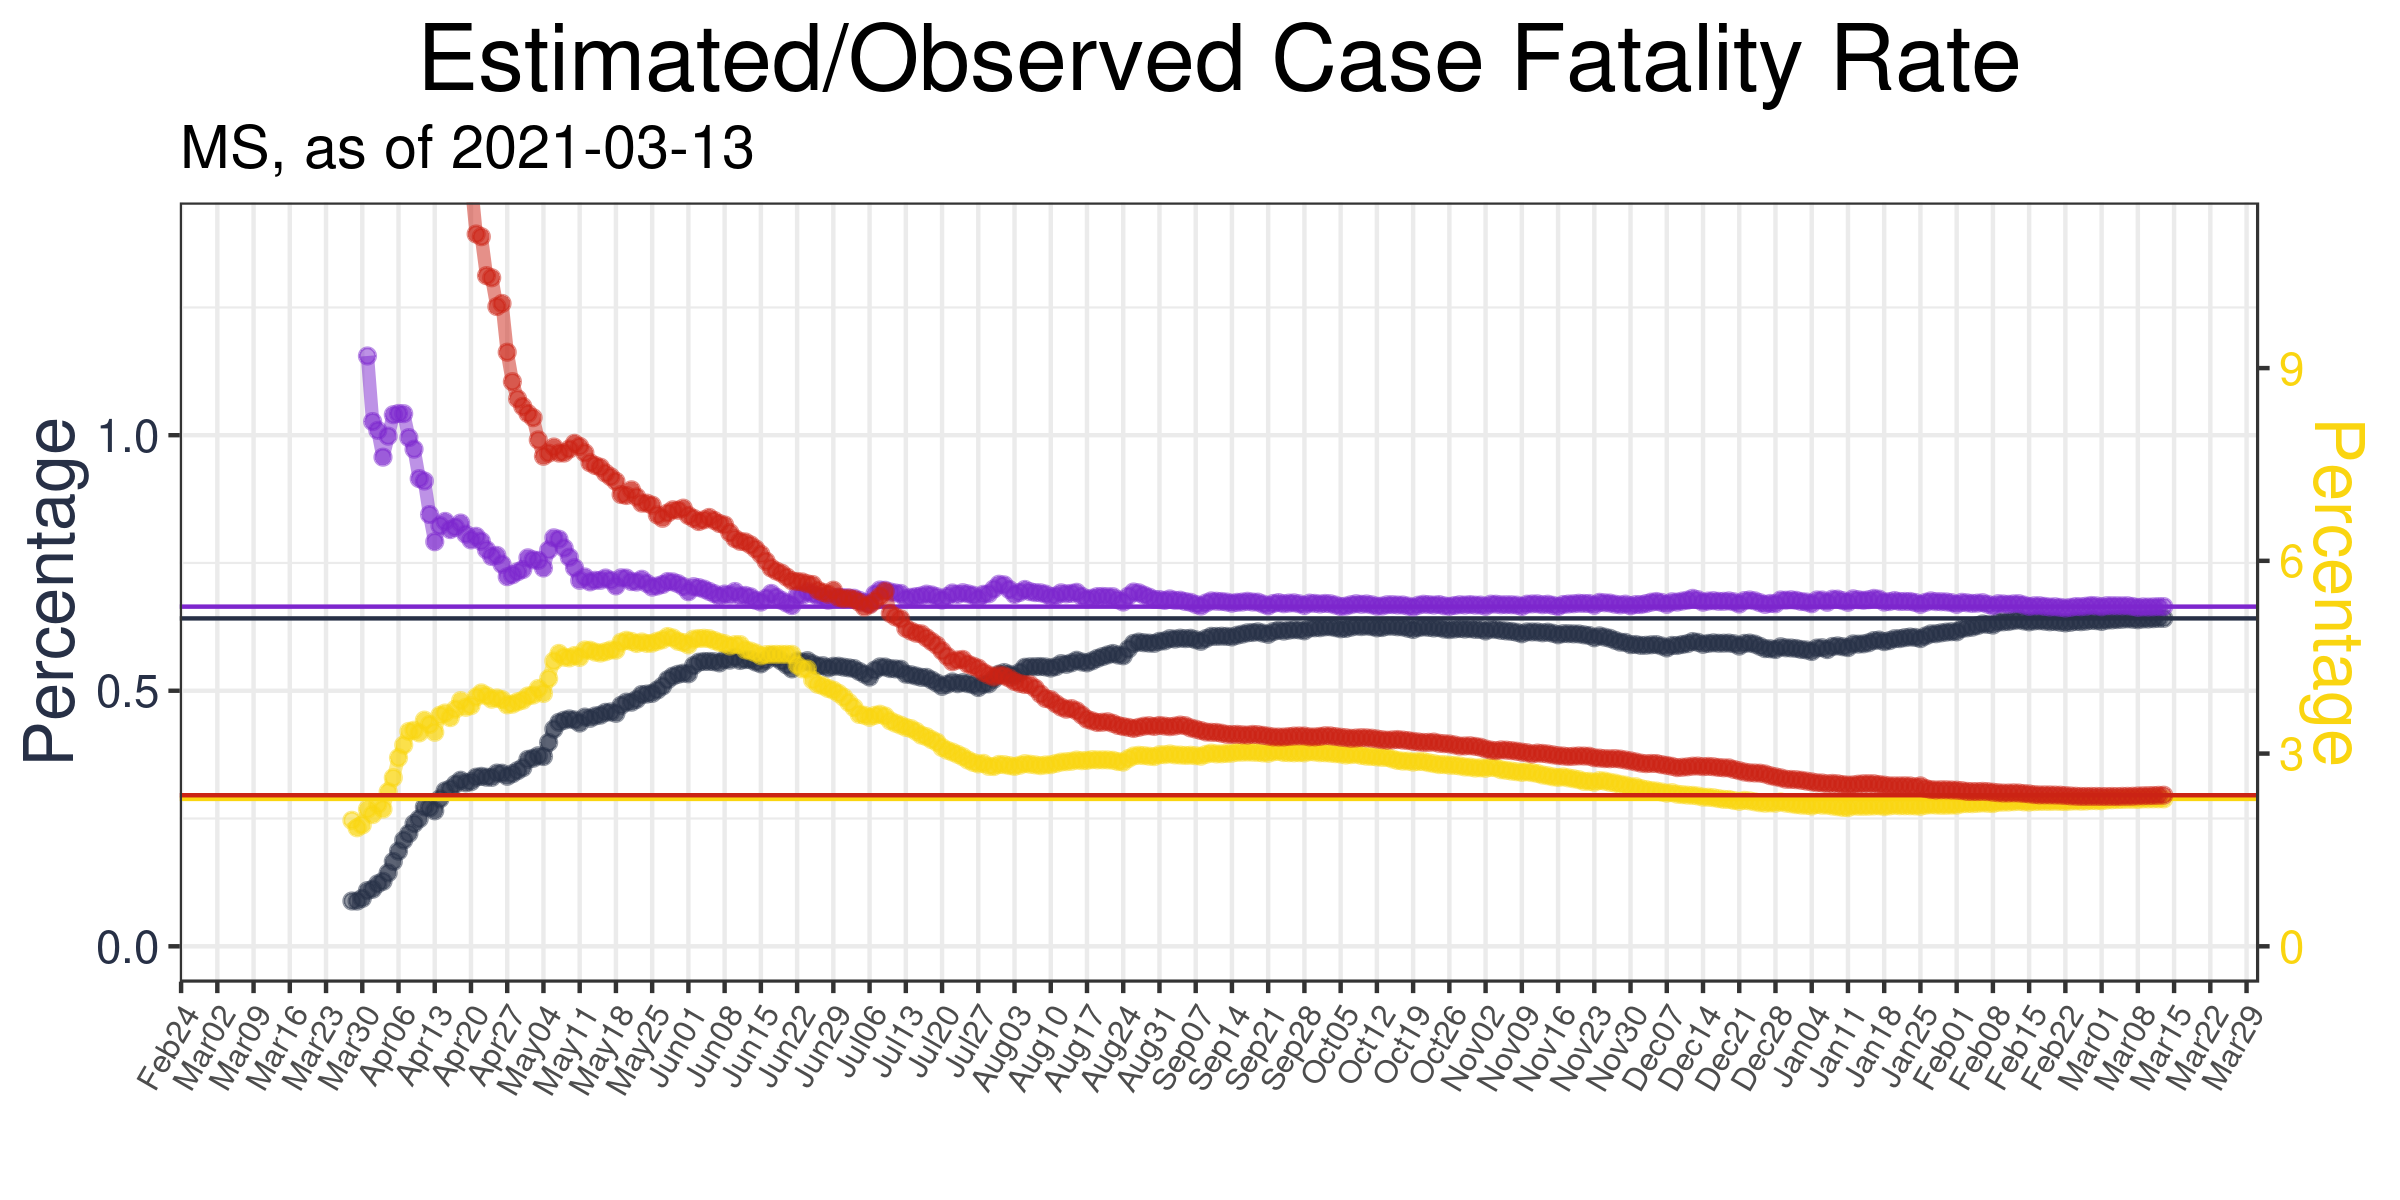 Estimated/Observed Case Fatality Rate
MS, as of 2021-03-13
Percentage
1.0
0.5
0.0
9
6
3
0
Percentage
Feb24
Mar02
Mar09
Mar16
Mar23
Mar30
Apr06
Apr13
Apr20
Apr27
May04
May11
May18
May25
Jun01
Jun08
Jun15
Jun22
Jun29
Jul06
Jul13
Jul20
Jul27
Aug03
Aug10
Aug17
Aug24
Aug31
Sep07
Sep14
Sep21
Sep28
Oct05
Oct12
Oct19
Oct26
Nov02
Nov09
Nov16
Nov23
Nov30
Dec07
Dec14
Dec21
Dec28
Jan04
Jan11
Jan18
Jan25
Feb01
Feb08
Feb15
Feb22
Mar01
Mar08
Mar15
Mar22
Mar29